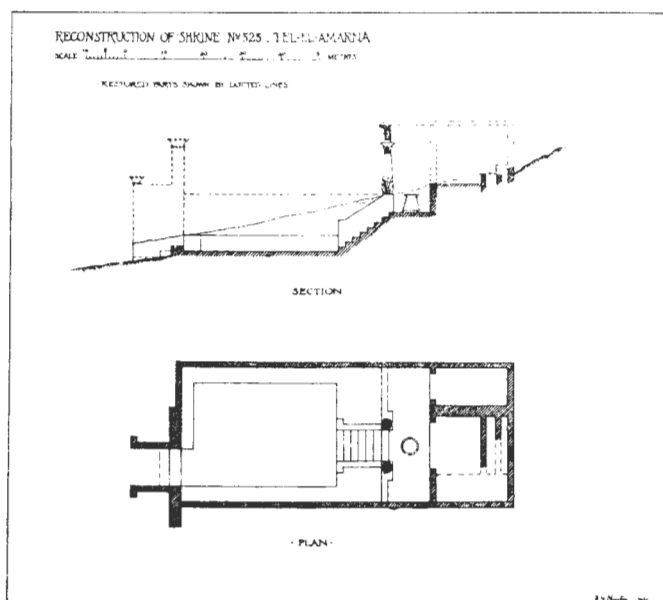 RECONSTRUCTION OF SHRINE Nº 525 . TEL-EL-AMARNA
SCALE METRES
RESTORED PARTS SHOWN BY DOTTED LINES
SECTION
· PLAN ·